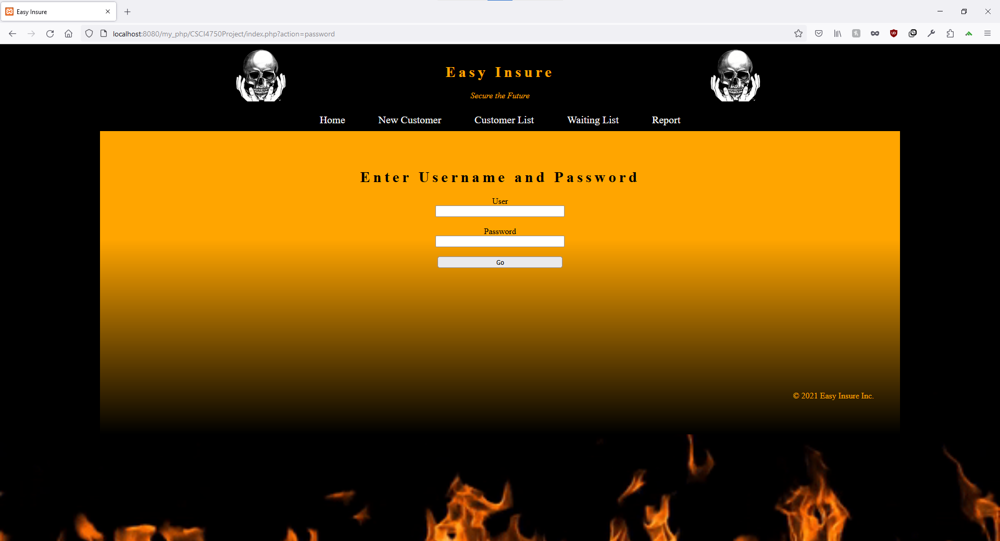 Easy Insure
localhost:8080/my_php/CSCI4750Project/index.php?action=password
Easy Insure
Secure the Future
Home New Customer Customer List Waiting List Report
Enter Username and Password
User
Password
Go
© 2021 Easy Insure Inc.